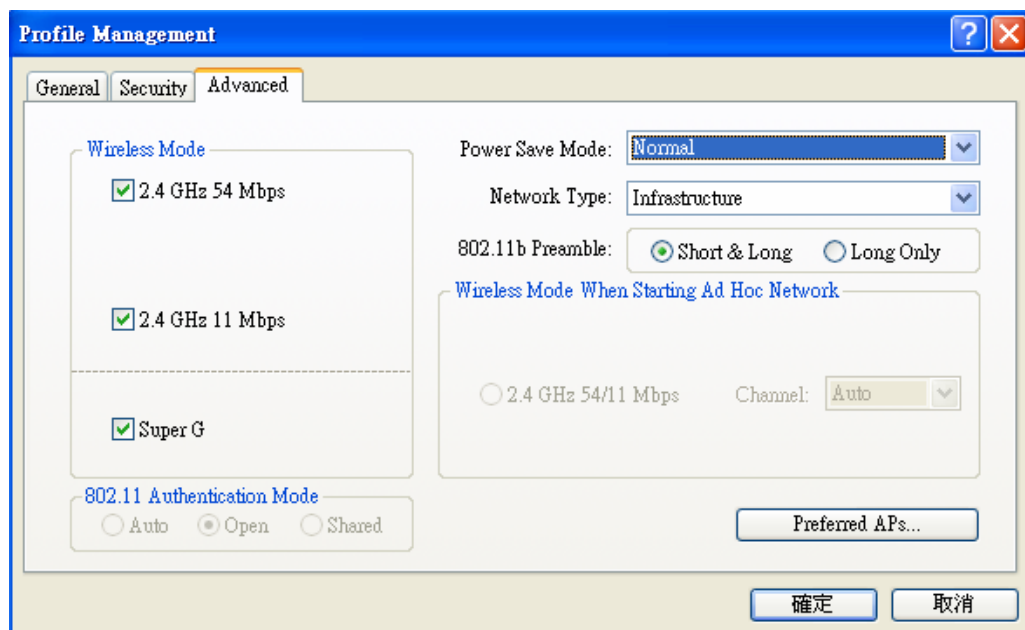 Profile Management
General Security Advanced
Wireless Mode
2.4 GHz 54 Mbps
2.4 GHz 11 Mbps
Super G
802.11 Authentication Mode
Auto Open Shared
Power Save Mode: Normal
Network Type: Infrastructure
802.11b Preamble: Short & Long Long Only
Wireless Mode When Starting Ad Hoc Network
2.4 GHz 54/11 Mbps Channel: Auto
Preferred APs...
確定 取消